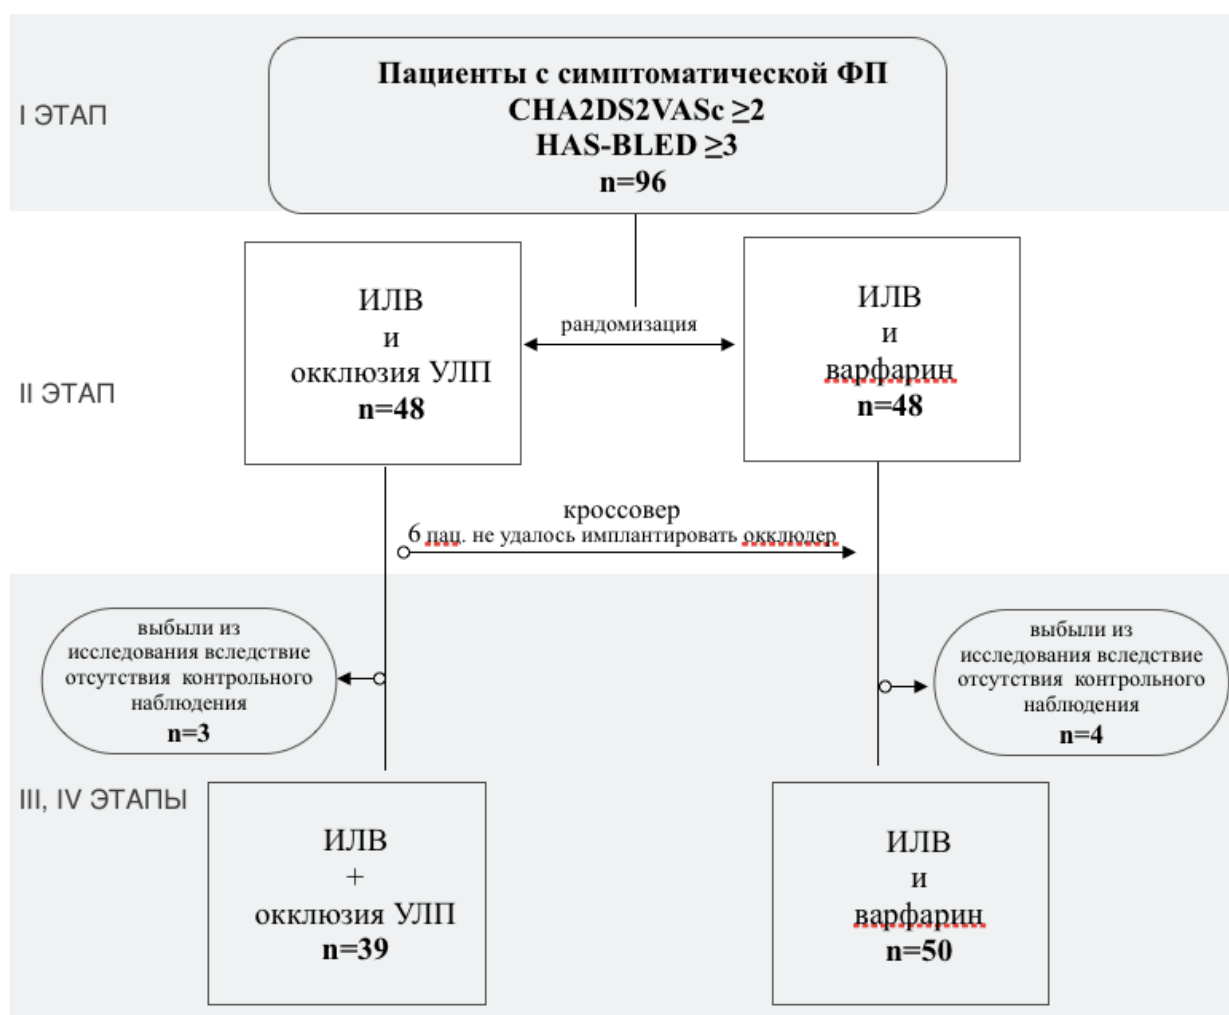 I ЭТАП
Пациенты с симптоматической ФП
CHA2DS2VASc ≥2
HAS-BLED ≥3
n=96
II ЭТАП
ИЛВ
и
окклюзия УЛП
n=48
рандомизация
ИЛВ
и
варфарин
n=48
кроссовер
6 пац. не удалось имплантировать окклюдер
выбыли из
исследования вследствие
отсутствия контрольного
наблюдения
n=3
выбыли из
исследования вследствие
отсутствия контрольного
наблюдения
n=4
III, IV ЭТАПЫ
ИЛВ
+
окклюзия УЛП
n=39
ИЛВ
и
варфарин
n=50